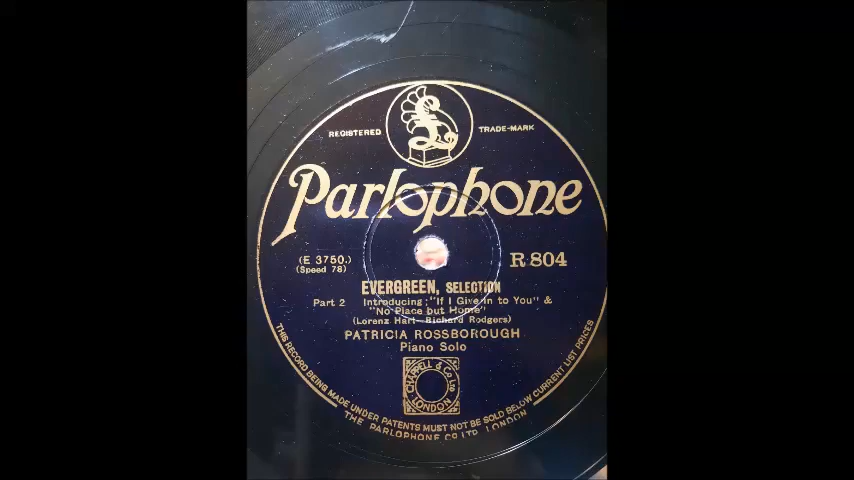 REGISTERED TRADE-MARK
Parlophone
(E 3750.)
(Speed 78)
R 804
EVERGREEN, SELECTION
Part 2 Introducing: "If I Give in to You" &
"No Place but Home"
(Lorenz Hart—Richard Rodgers)
PATRICIA ROSSBOROUGH
Piano Solo
CHAPPELL & Co Ltd
LONDON
THIS RECORD BEING MADE UNDER PATENTS MUST NOT BE SOLD BELOW CURRENT LIST PRICES
THE PARLOPHONE CO LTD. LONDON